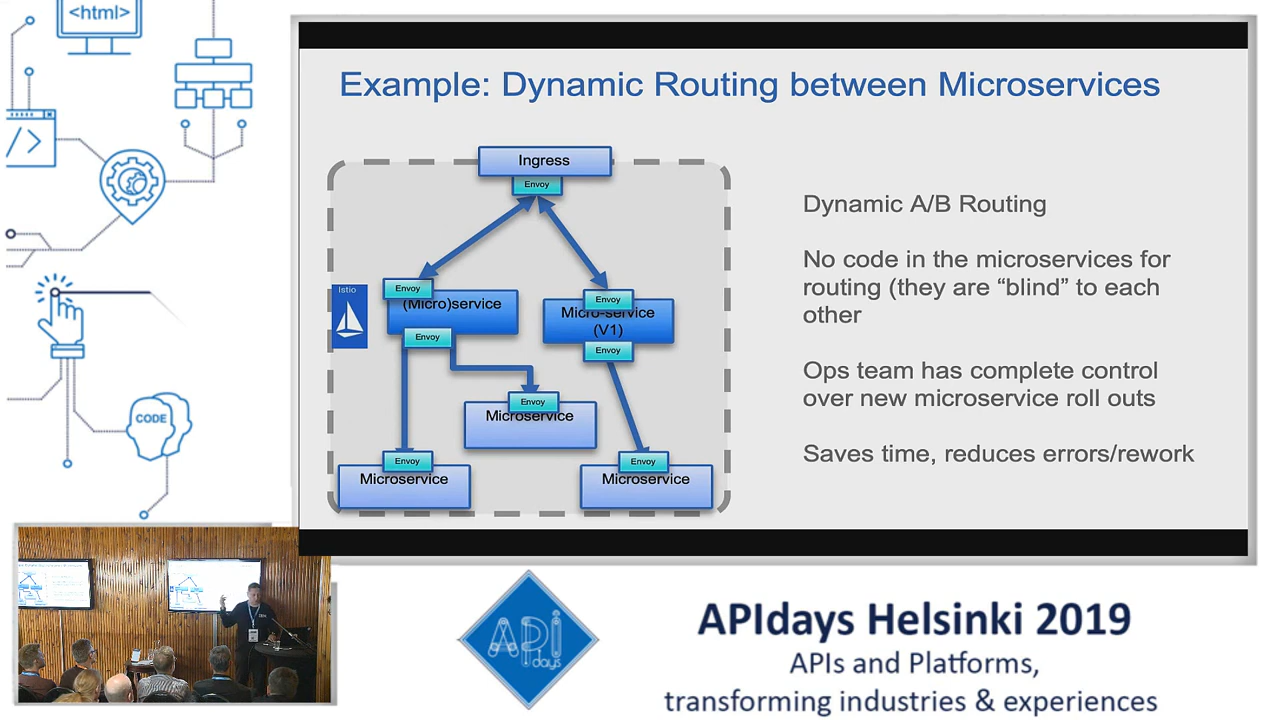 <html>
Example: Dynamic Routing between Microservices
Ingress
Envoy
Istio
Envoy
(Micro)service
Envoy
Envoy
Micro-service
(V1)
Envoy
Envoy
Microservice
Envoy
Microservice
Envoy
Microservice
Dynamic A/B Routing
No code in the microservices for
routing (they are “blind” to each
other
Ops team has complete control
over new microservice roll outs
Saves time, reduces errors/rework
</>
CODE
API
days
APIdays Helsinki 2019
APIs and Platforms,
transforming industries & experiences